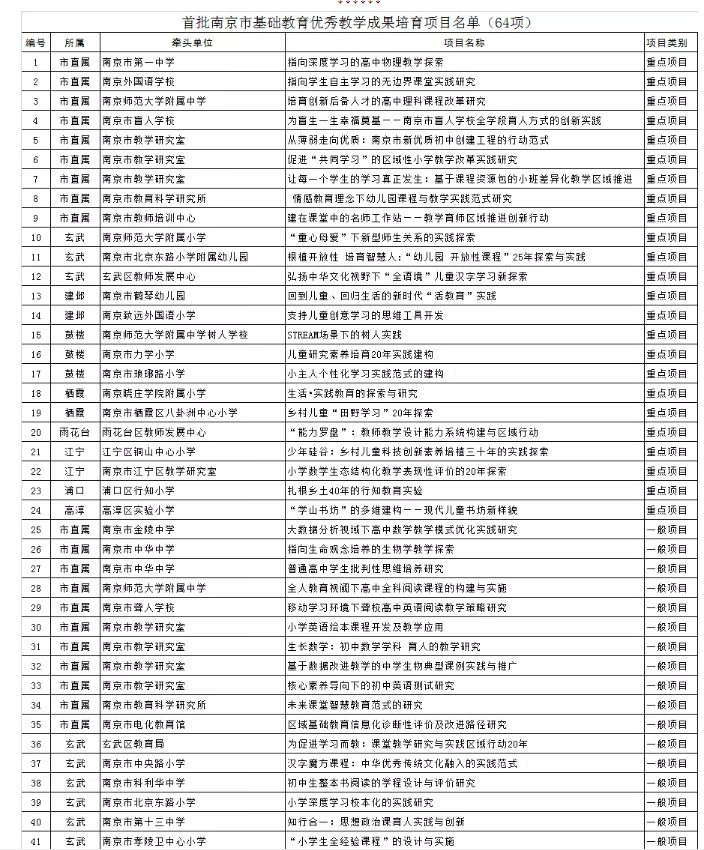 首批南京市基础教育优秀教学成果培育项目名单（64项）
编号 所属 牵头单位 项目名称 项目类别
1 市直属 南京市第一中学 指向深度学习的高中物理教学探索 重点项目
2 市直属 南京外国语学校 指向学生自主学习的无边界课堂实践研究 重点项目
3 市直属 南京师范大学附属中学 培育创新后备人才的高中理科课程改革研究 重点项目
4 市直属 南京市盲人学校 为盲生一生幸福奠基——南京市盲人学校全学段育人方式的创新实践 重点项目
5 市直属 南京市教学研究室 从薄弱走向优质：南京市新优质初中创建工程的行动范式 重点项目
6 市直属 南京市教学研究室 促进“共同学习”的区域性小学教学改革实践研究 重点项目
7 市直属 南京市教学研究室 让每一个学生的学习真正发生：基于课程资源包的小班差异化教学区域推进 重点项目
8 市直属 南京市教育科学研究所 情感教育理念下幼儿园课程与教学实践范式研究 重点项目
9 市直属 南京市教师培训中心 建在课堂中的名师工作站——教学育师区域推进创新行动 重点项目
10 玄武 南京师范大学附属小学 “童心母爱”下新型师生关系的实践探索 重点项目
11 玄武 南京市北京东路小学附属幼儿园 根植开放性 培育智慧人：“幼儿园 开放性课程”25年探索与实践 重点项目
12 玄武 玄武区教师发展中心 弘扬中华文化视野下“全语境”儿童汉字学习新探索 重点项目
13 建邺 南京市鹤琴幼儿园 回到儿童、回归生活的新时代“活教育”实践 重点项目
14 建邺 南京致远外国语小学 支持儿童创意学习的思维工具开发 重点项目
15 鼓楼 南京师范大学附属中学树人学校 STREAM场景下的树人实践 重点项目
16 鼓楼 南京市力学小学 儿童研究素养培育20年实践建构 重点项目
17 鼓楼 南京市琅琊路小学 小主人个性化学习实践范式的建构 重点项目
18 栖霞 南京晓庄学院附属小学 生活·实践教育的探索与研究 重点项目
19 栖霞 南京市栖霞区八卦洲中心小学 乡村儿童“田野学习”20年探索 重点项目
20 雨花台 雨花台区教师发展中心 “能力罗盘”：教师教学设计能力系统构建与区域行动 重点项目
21 江宁 江宁区铜山中心小学 少年硅谷：乡村儿童科技创新素养培植三十年的实践探索 重点项目
22 江宁 南京市江宁区教学研究室 小学数学生态结构化教学表现性评价的20年探索 重点项目
23 浦口 浦口区行知小学 扎根乡土40年的行知教育实验 重点项目
24 高淳 高淳区实验小学 “学山书坊”的多维建构——现代儿童书坊新样貌 重点项目
25 市直属 南京市金陵中学 大数据分析视域下高中数学教学模式优化实践研究 一般项目
26 市直属 南京市中华中学 指向生命观念培养的生物学教学探索 一般项目
27 市直属 南京市中华中学 普通高中学生批判性思维培养研究 一般项目
28 市直属 南京师范大学附属中学 全人教育视阈下高中全科阅读课程的构建与实施 一般项目
29 市直属 南京市聋人学校 移动学习环境下聋校高中英语阅读教学策略研究 一般项目
30 市直属 南京市教学研究室 小学英语绘本课程开发及教学应用 一般项目
31 市直属 南京市教学研究室 生长数学：初中数学学科 育人的教学研究 一般项目
32 市直属 南京市教学研究室 基于数据改进教学的中学生物典型课例实践与推广 一般项目
33 市直属 南京市教学研究室 核心素养导向下的初中英语测试研究 一般项目
34 市直属 南京市教育科学研究所 未来课堂智慧教育范式的研究 一般项目
35 市直属 南京市电化教育馆 区域基础教育信息化诊断性评价及改进路径研究 一般项目
36 玄武 玄武区教育局 为促进学习而教：课堂教学研究与实践区域行动20年 一般项目
37 玄武 南京市中央路小学 汉字魔方课程：中华优秀传统文化融入的实践范式 一般项目
38 玄武 南京市科利华中学 初中生整本书阅读的学程设计与评价研究 一般项目
39 玄武 南京市北京东路小学 小学深度学习校本化的实践研究 一般项目
40 玄武 南京市第十三中学 知行合一：思想政治课育人实践与创新 一般项目
41 玄武 南京市孝陵卫中心小学 “小学生全经验课程”的设计与实施 一般项目